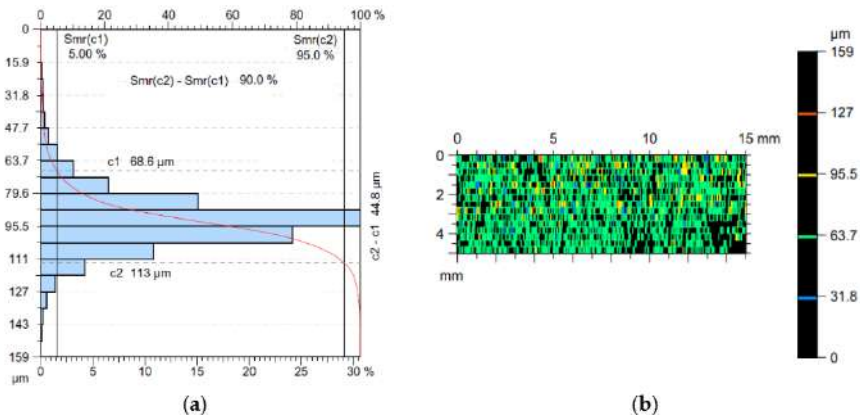 0 20 40 60 80 100 %
0
15.9
31.8
47.7
63.7
79.6
95.5
111
127
143
159
µm
Smr(c1)
5.00 %
Smr(c2)
95.0 %
Smr(c2) - Smr(c1) 90.0 %
c1 68.6 µm
c2 113 µm
c2 - c1 44.8 µm
0 5 10 15 20 25 30 %
(a)
0 5 10 15 mm
0
2
4
mm
(b)
µm
159
127
95.5
63.7
31.8
0